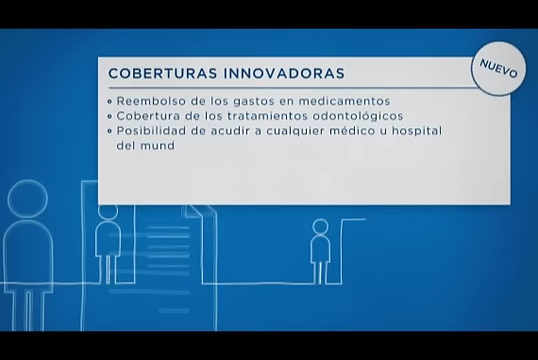 COBERTURAS INNOVADORAS
NUEVO
Reembolso de los gastos en medicamentos
Cobertura de los tratamientos odontológicos
Posibilidad de acudir a cualquier médico u hospital
del mund